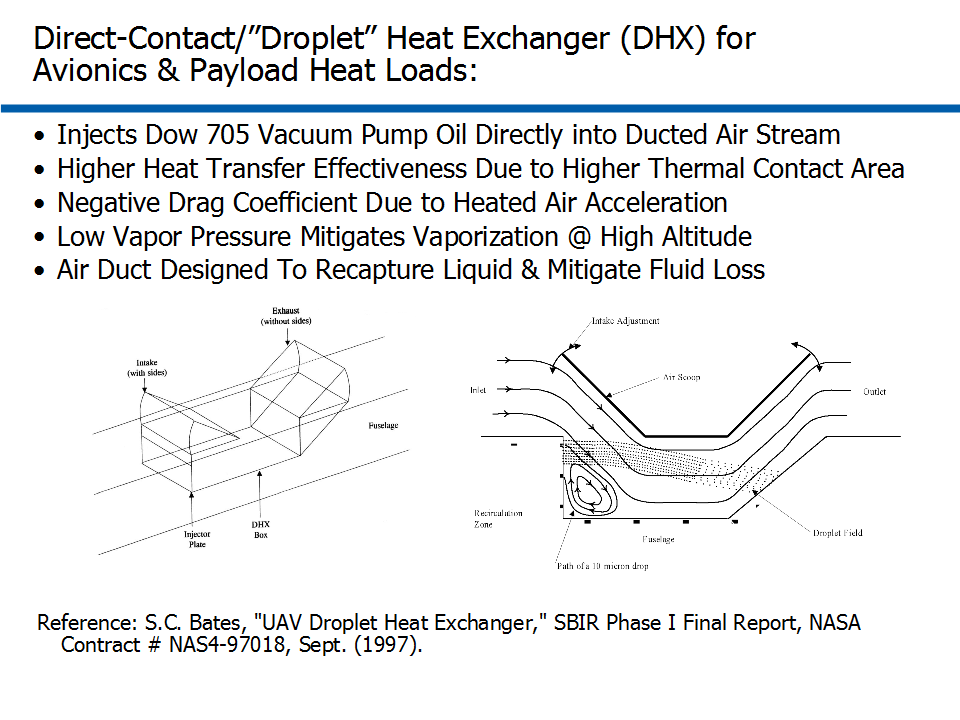 Direct-Contact/”Droplet” Heat Exchanger (DHX) for
Avionics & Payload Heat Loads:
• Injects Dow 705 Vacuum Pump Oil Directly into Ducted Air Stream
• Higher Heat Transfer Effectiveness Due to Higher Thermal Contact Area
• Negative Drag Coefficient Due to Heated Air Acceleration
• Low Vapor Pressure Mitigates Vaporization @ High Altitude
• Air Duct Designed To Recapture Liquid & Mitigate Fluid Loss
Exhaust
(without sides)
Intake
(with sides)
Fuselage
DHX
Box
Injector
Plate
Intake Adjustment
Air Scoop
Inlet
Outlet
Recirculation
Zone
Droplet Field
Fuselage
Path of a 10 micron drop
Reference: S.C. Bates, "UAV Droplet Heat Exchanger," SBIR Phase I Final Report, NASA
Contract # NAS4-97018, Sept. (1997).